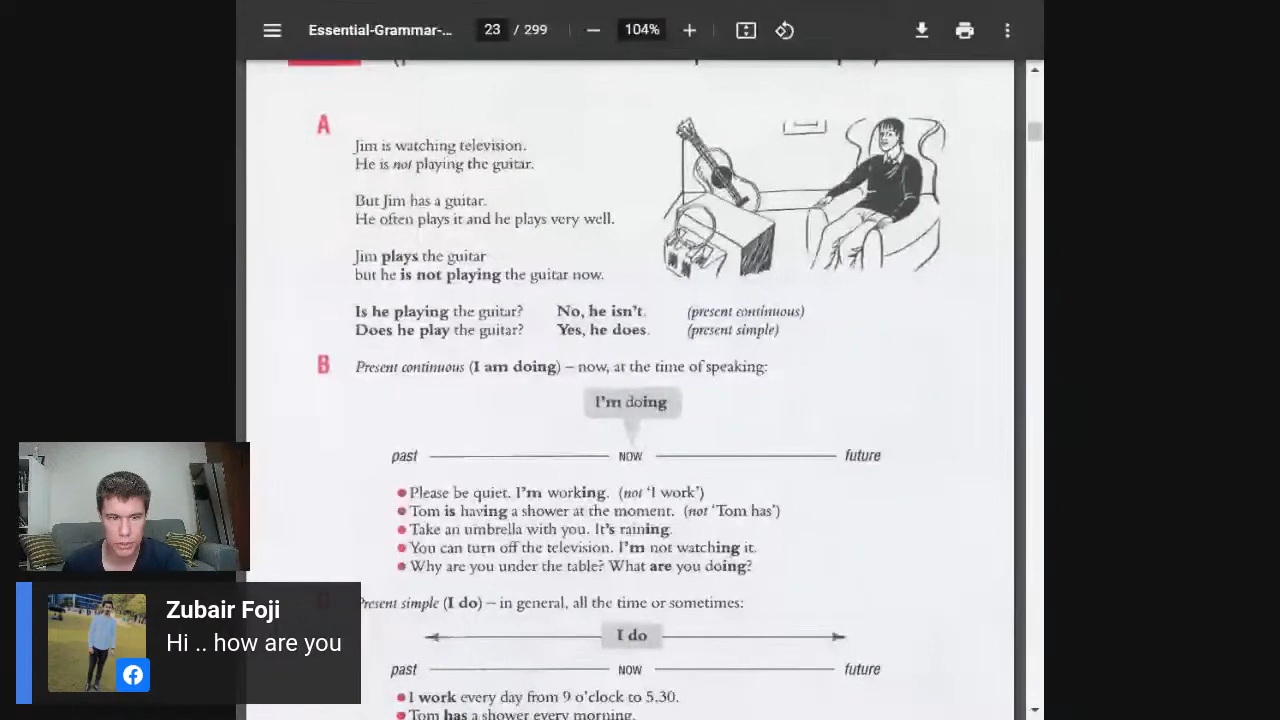 Essential-Grammar-...
23 / 299
104%
A
Jim is watching television.
He is not playing the guitar.
But Jim has a guitar.
He often plays it and he plays very well.
Jim plays the guitar
but he is not playing the guitar now.
Is he playing the guitar? No, he isn't. (present continuous)
Does he play the guitar? Yes, he does. (present simple)
B Present continuous (I am doing) – now, at the time of speaking:
I'm doing
past NOW future
Please be quiet. I'm working. (not 'I work')
Tom is having a shower at the moment. (not 'Tom has')
Take an umbrella with you. It's raining.
You can turn off the television. I'm not watching it.
Why are you under the table? What are you doing?
Present simple (I do) – in general, all the time or sometimes:
I do
past NOW future
I work every day from 9 o'clock to 5.30.
Tom has a shower every morning.
Zubair Foji
Hi .. how are you